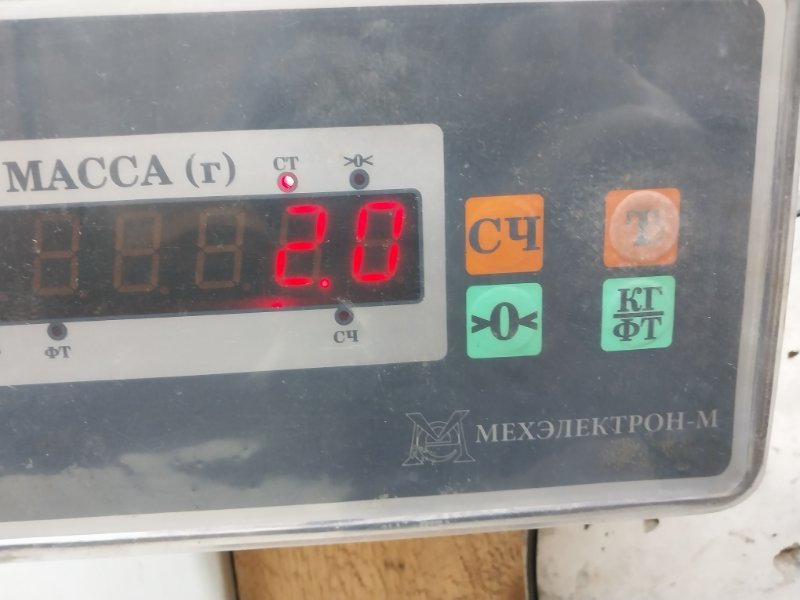 МАССА (г)
СТ
>0<
2.0
СЧ
Т
>0<
КГ
ФТ
ФТ
СЧ
МЕХЭЛЕКТРОН-М